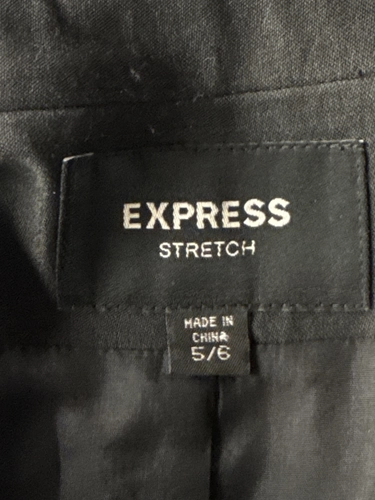 EXPRESS
STRETCH
MADE IN
CHINA
5/6